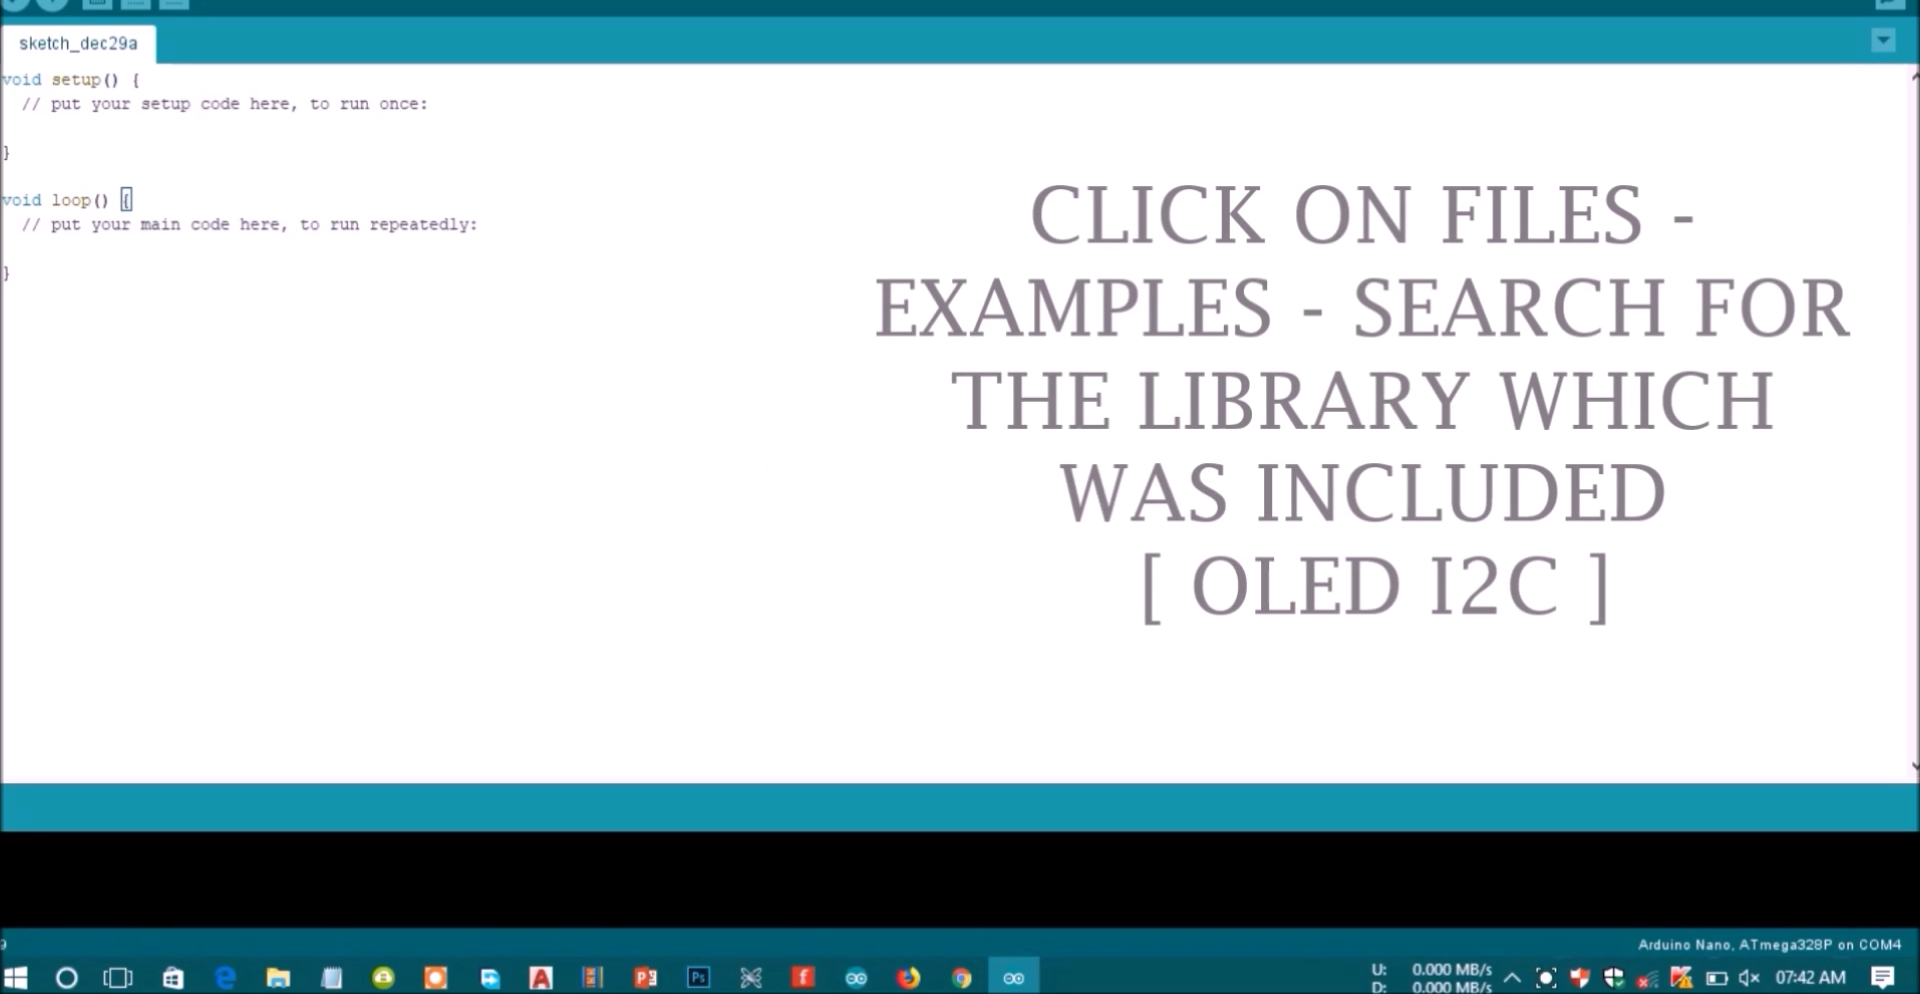 sketch_dec29a
void setup() {
// put your setup code here, to run once:
}
void loop() {
// put your main code here, to run repeatedly:
}
CLICK ON FILES -
EXAMPLES - SEARCH FOR
THE LIBRARY WHICH
WAS INCLUDED
[ OLED I2C ]
9
Arduino Nano, ATmega328P on COM4
U: 0.000 MB/s
D: 0.000 MB/s
07:42 AM